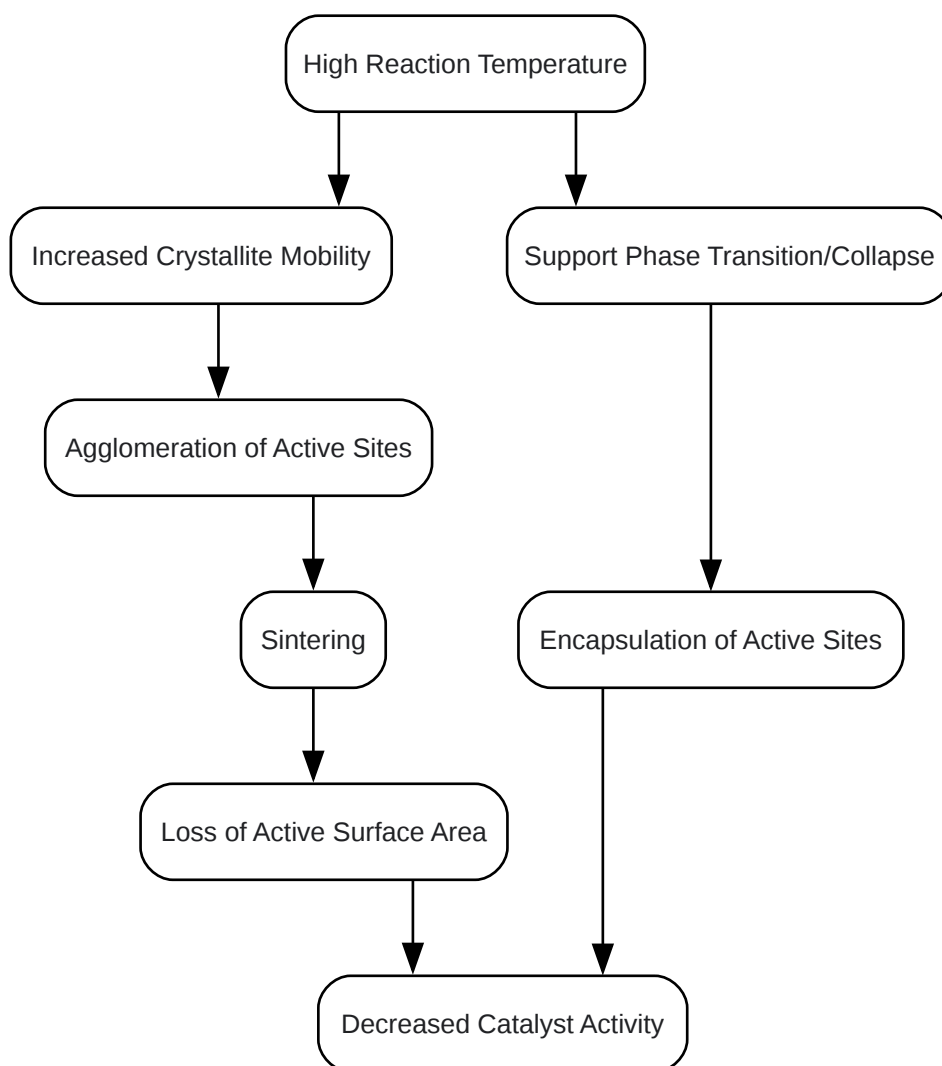 High Reaction Temperature
Increased Crystallite Mobility
Support Phase Transition/Collapse
Agglomeration of Active Sites
Sintering
Encapsulation of Active Sites
Loss of Active Surface Area
Decreased Catalyst Activity